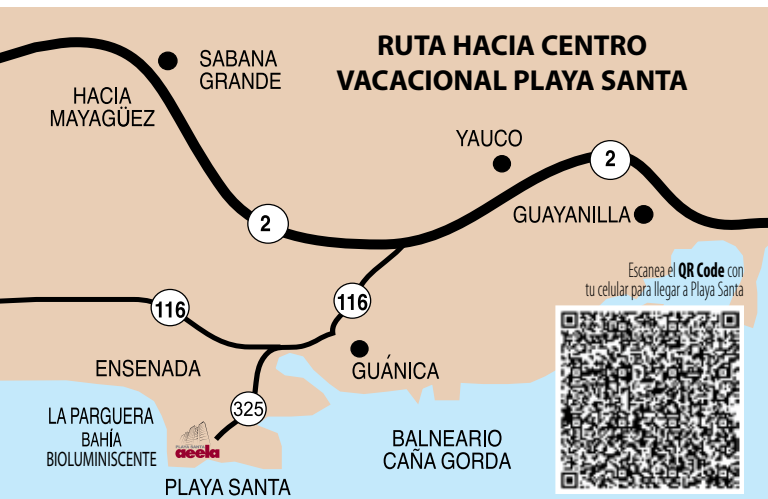 RUTA HACIA CENTRO
VACACIONAL PLAYA SANTA
SABANA
GRANDE
HACIA
MAYAGÜEZ
YAUCO
2
2
GUAYANILLA
Escanea el QR Code con
tu celular para llegar a Playa Santa
116
116
ENSENADA
GUÁNICA
325
LA PARGUERA
BAHÍA
BIOLUMINISCENTE
PLAYA SANTA
aeela
BALNEARIO
CAÑA GORDA
PLAYA SANTA